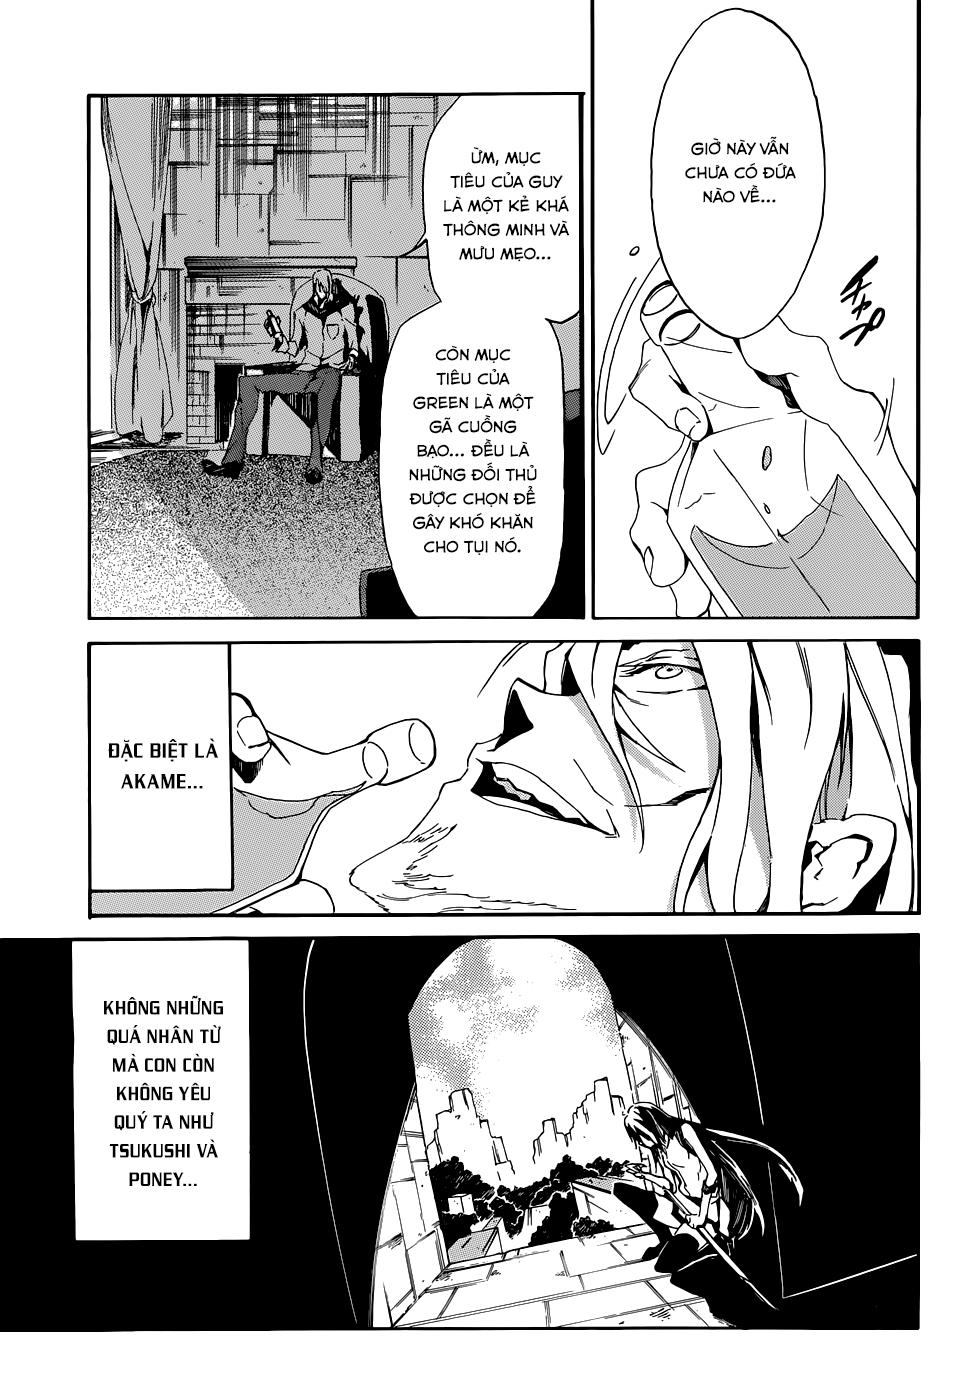 GIỜ NÀY VẪN
CHƯA CÓ ĐỨA
NÀO VỀ...
チャプ
ỪM, MỤC
TIÊU CỦA GUY
LÀ MỘT KẺ KHÁ
THÔNG MINH VÀ
MƯU MẸO...
CÒN MỤC
TIÊU CỦA
GREEN LÀ MỘT
GÃ CUỒNG
BẠO... ĐỀU LÀ
NHỮNG ĐỐI THỦ
ĐƯỢC CHỌN ĐỂ
GÂY KHÓ KHĂN
CHO TỤI NÓ.
ĐẶC BIỆT LÀ
AKAME...
KHÔNG NHỮNG
QUÁ NHÂN TỪ
MÀ CON CÒN
KHÔNG YÊU
QUÝ TA NHƯ
TSUKUSHI VÀ
PONEY...